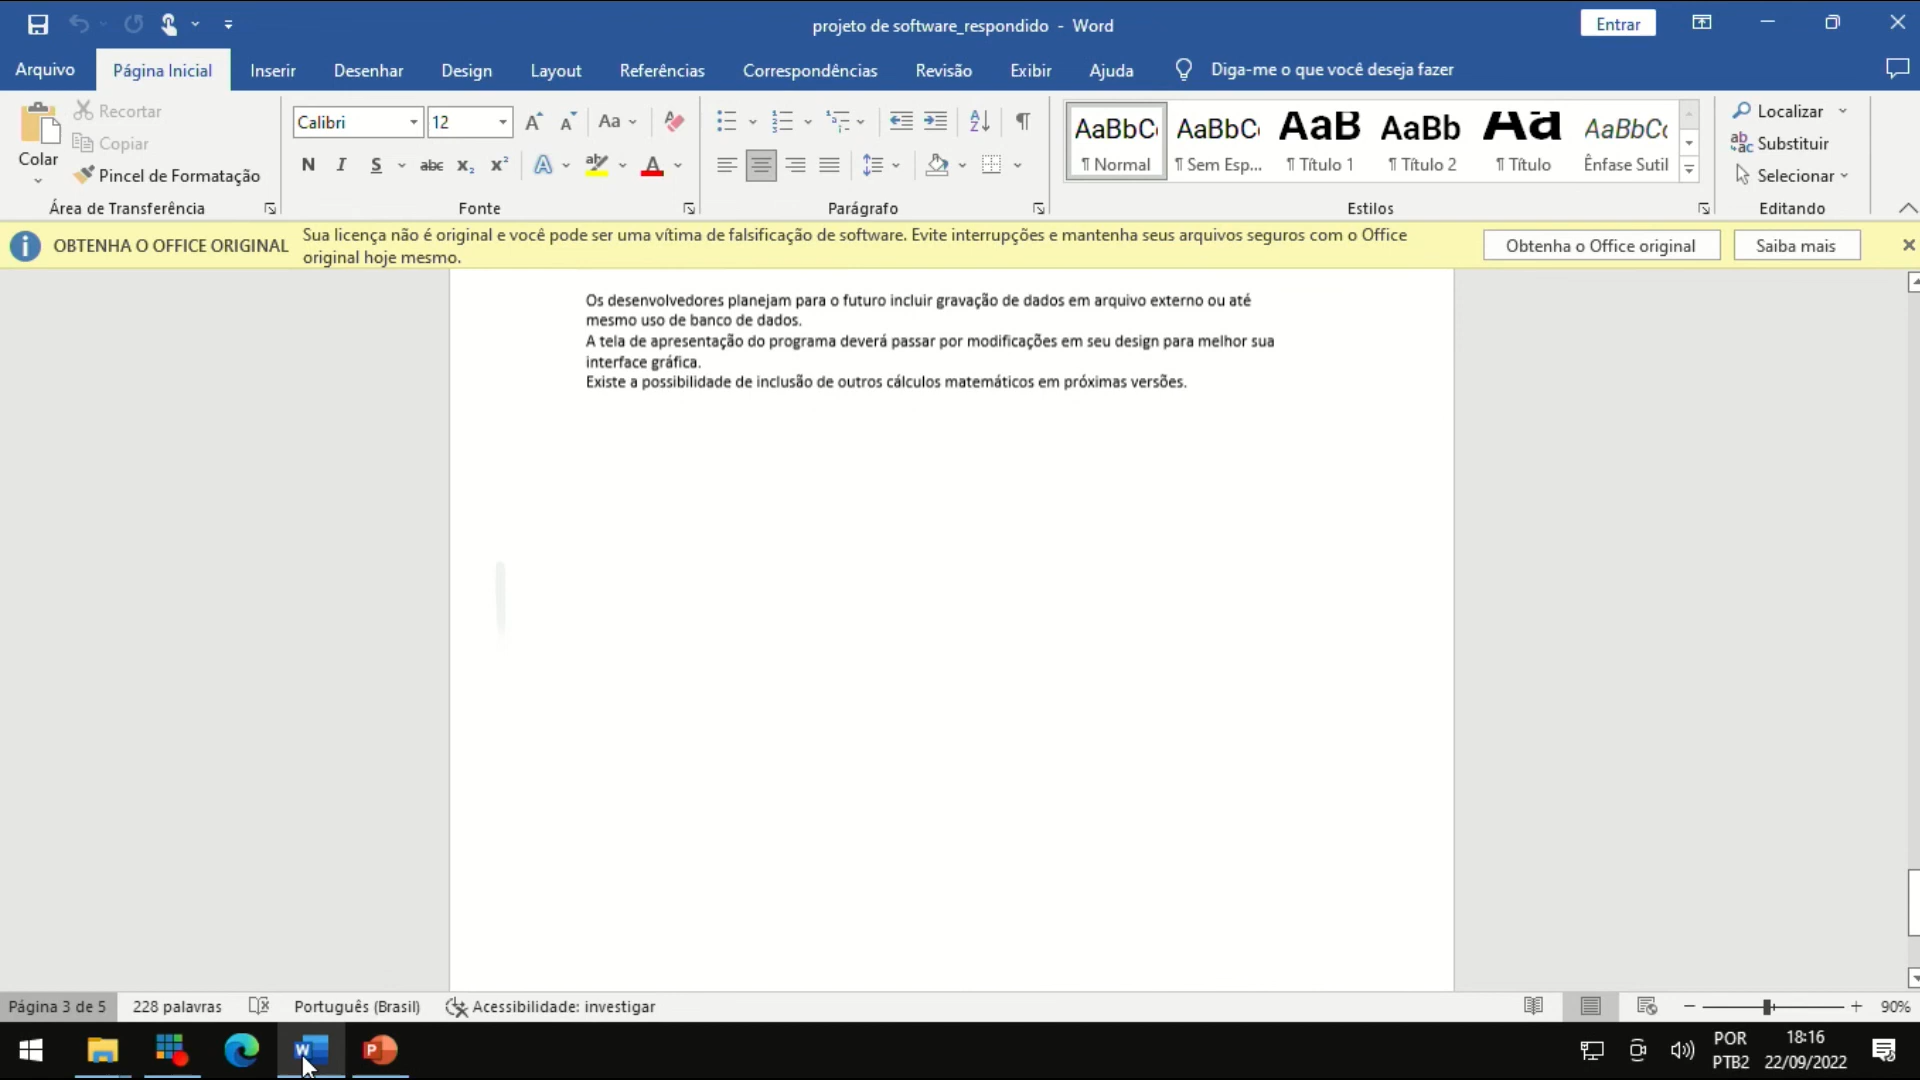 projeto de software_respondido - Word
Entrar
Arquivo
Página Inicial
Inserir
Desenhar
Design
Layout
Referências
Correspondências
Revisão
Exibir
Ajuda
Diga-me o que você deseja fazer
Colar
Recortar
Copiar
Pincel de Formatação
Área de Transferência
Calibri
12
Aa
N I S abc x₂ x² A A
Fonte
Parágrafo
AaBbCc
¶ Normal
AaBbCc
¶ Sem Esp...
AaB
¶ Título 1
AaBb
¶ Título 2
Aa
¶ Título
AaBbCc
Ênfase Sutil
Estilos
Localizar
Substituir
Selecionar
Editando
OBTENHA O OFFICE ORIGINAL
Sua licença não é original e você pode ser uma vítima de falsificação de software. Evite interrupções e mantenha seus arquivos seguros com o Office
original hoje mesmo.
Obtenha o Office original
Saiba mais
Os desenvolvedores planejam para o futuro incluir gravação de dados em arquivo externo ou até
mesmo uso de banco de dados.
A tela de apresentação do programa deverá passar por modificações em seu design para melhor sua
interface gráfica.
Existe a possibilidade de inclusão de outros cálculos matemáticos em próximas versões.
Página 3 de 5
228 palavras
Português (Brasil)
Acessibilidade: investigar
90%
POR
PTB2
18:16
22/09/2022